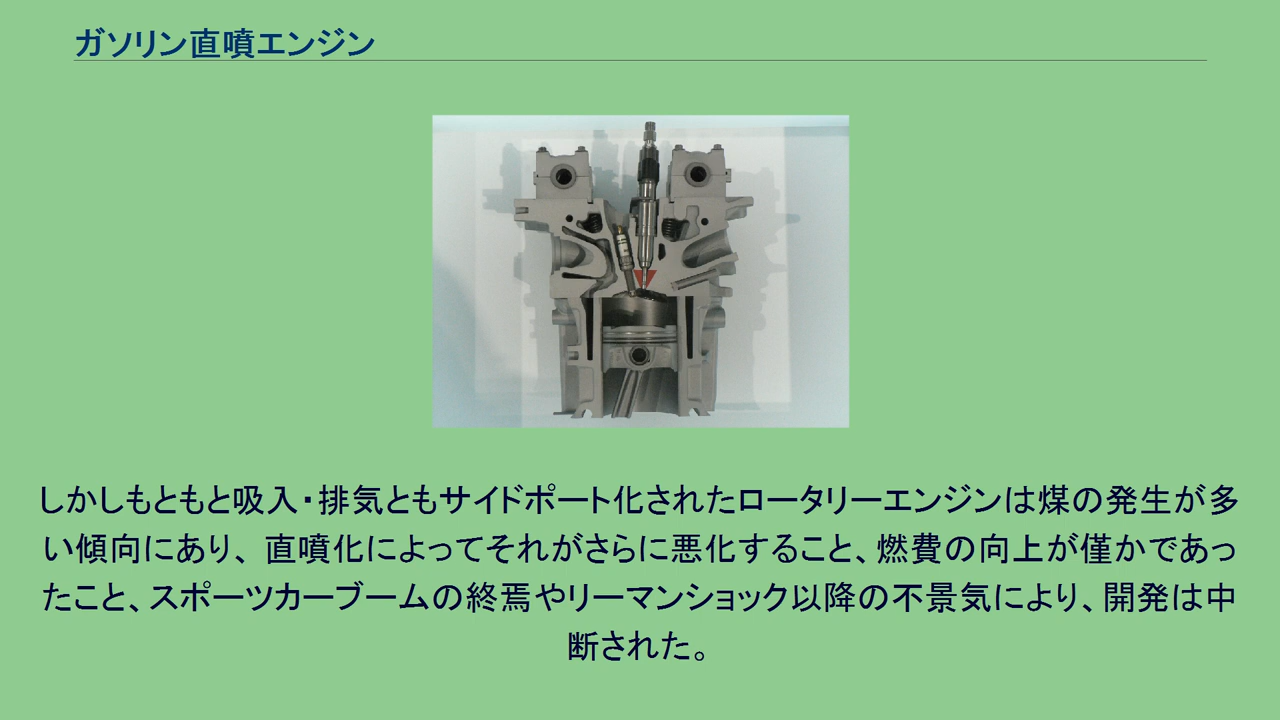 ガソリン直噴エンジン
しかしもともと吸入・排気ともサイドポート化されたロータリーエンジンは煤の発生が多
い傾向にあり、直噴化によってそれがさらに悪化すること、燃費の向上が僅かであっ
たこと、スポーツカーブームの終焉やリーマンショック以降の不景気により、開発は中
断された。